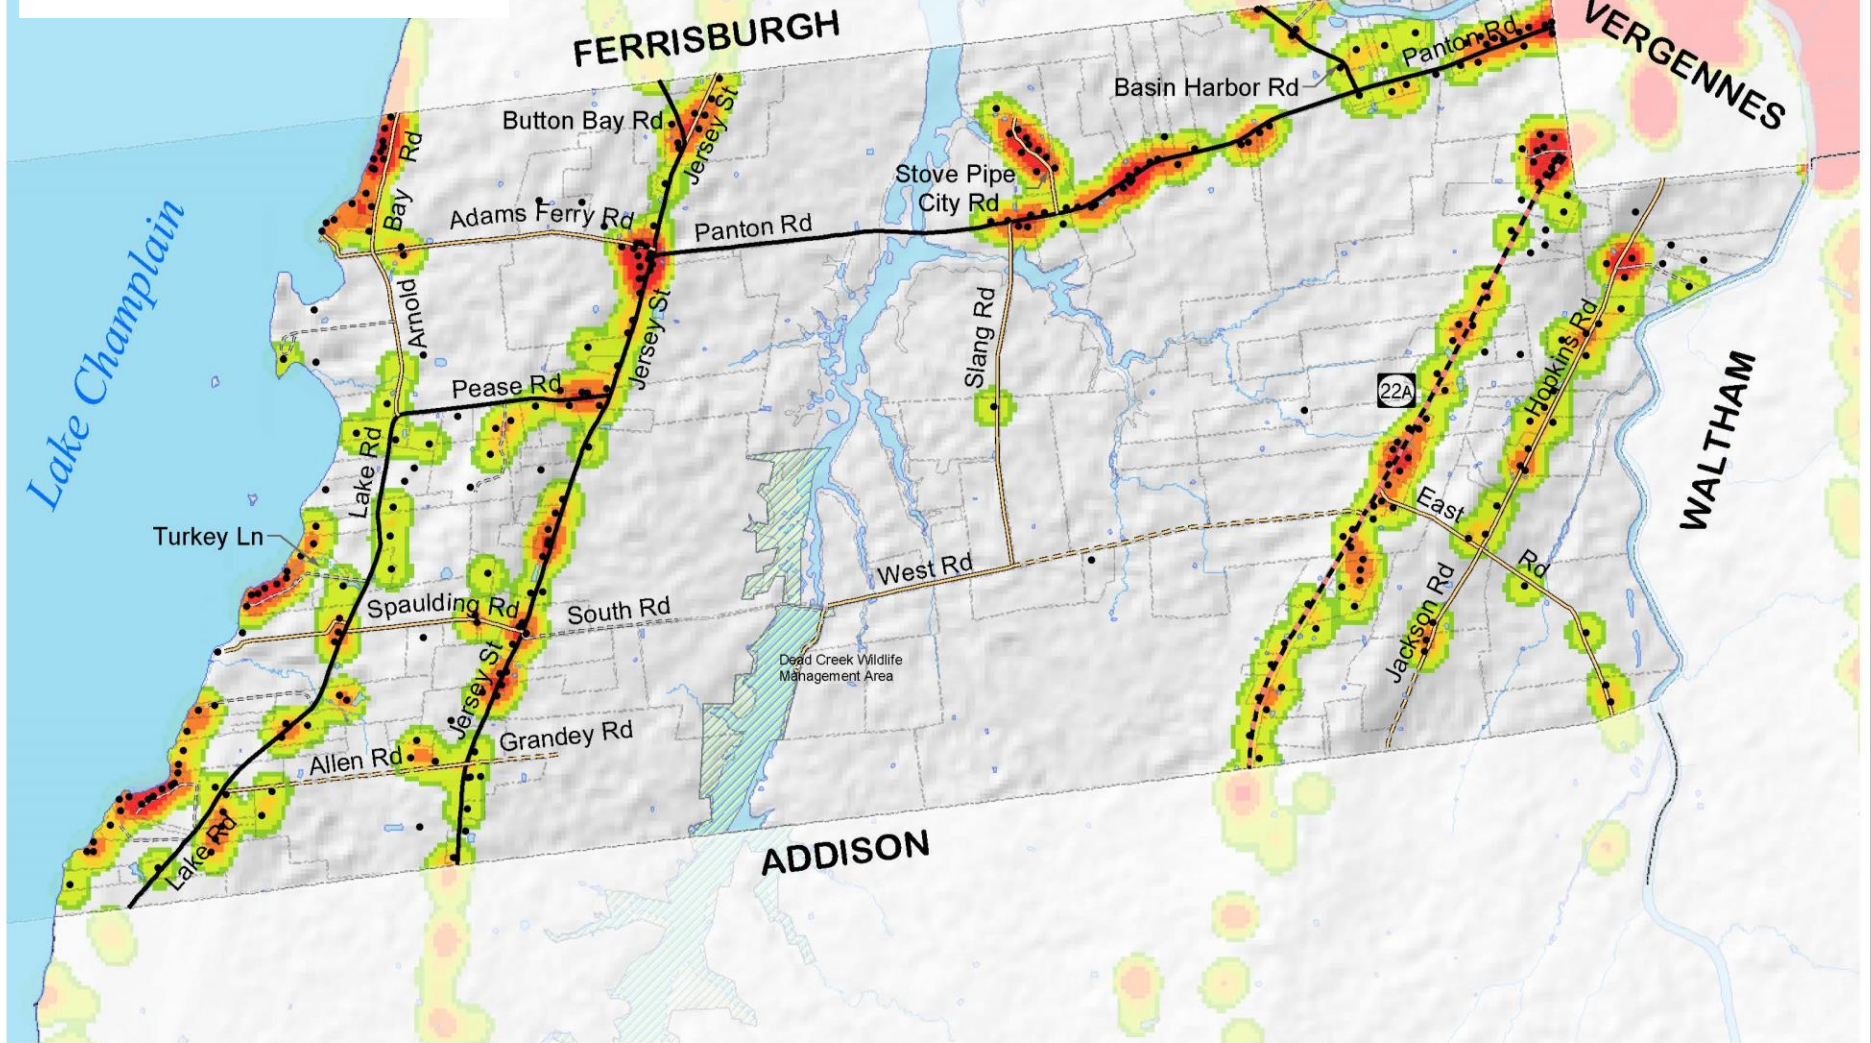 FERRISBURGH
VERGENNES
Panton Rd
Basin Harbor Rd
Button Bay Rd
Jersey St
Bay Rd
Stove Pipe
City Rd
Adams Ferry Rd
Panton Rd
Lake Champlain
Arnold
Slang Rd
Jersey St
Hopkins Rd
Pease Rd
22A
WALTHAM
Lake Rd
East Rd
Turkey Ln
West Rd
Spaulding Rd
South Rd
Jackson Rd
Dead Creek Wildlife
Management Area
Jersey St
Grandey Rd
Allen Rd
Lake Rd
ADDISON